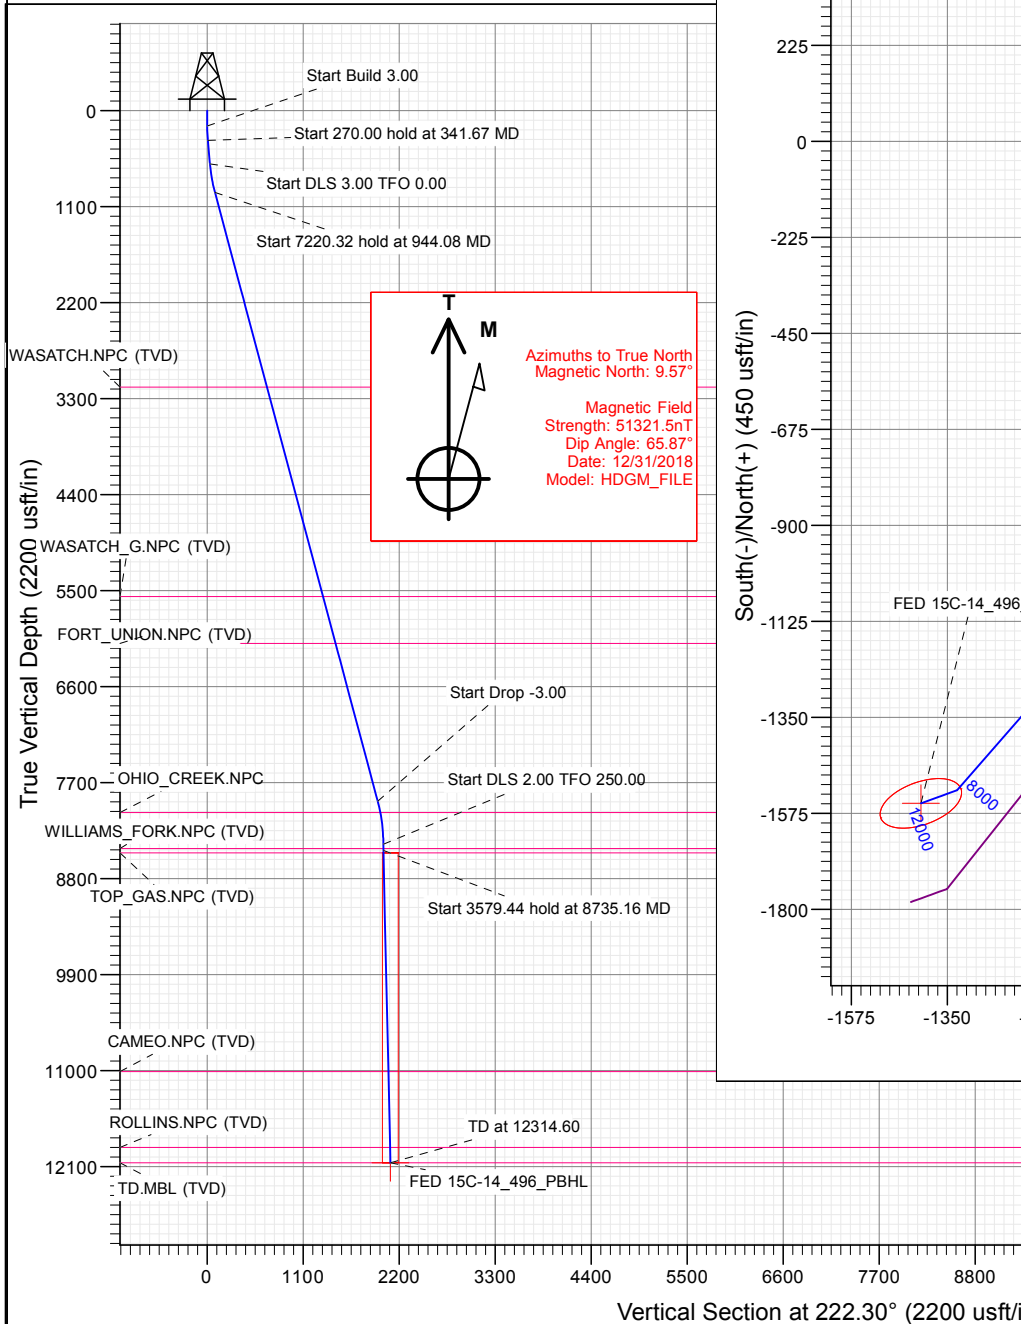 Start Build 3.00
Start 270.00 hold at 341.67 MD
Start DLS 3.00 TFO 0.00
Start 7220.32 hold at 944.08 MD
T
M
Azimuths to True North
Magnetic North: 9.57°
Magnetic Field
Strength: 51321.5nT
Dip Angle: 65.87°
Date: 12/31/2018
Model: HDGM_FILE
WASATCH.NPC (TVD)
WASATCH_G.NPC (TVD)
FORT_UNION.NPC (TVD)
Start Drop -3.00
OHIO_CREEK.NPC
Start DLS 2.00 TFO 250.00
WILLIAMS_FORK.NPC (TVD)
TOP_GAS.NPC (TVD)
Start 3579.44 hold at 8735.16 MD
CAMEO.NPC (TVD)
ROLLINS.NPC (TVD)
TD at 12314.60
FED 15C-14_496_PBHL
TD.MBL (TVD)
True Vertical Depth (2200 usft/in)
0
1100
2200
3300
4400
5500
6600
7700
8800
9900
11000
12100
0
1100
2200
3300
4400
5500
6600
7700
8800
Vertical Section at 222.30° (2200 usft/i
South(-)/North(+) (450 usft/in)
225
0
-225
-450
-675
-900
-1125
-1350
-1575
-1800
FED 15C-14_496_
8000
12000
-1575
-1350